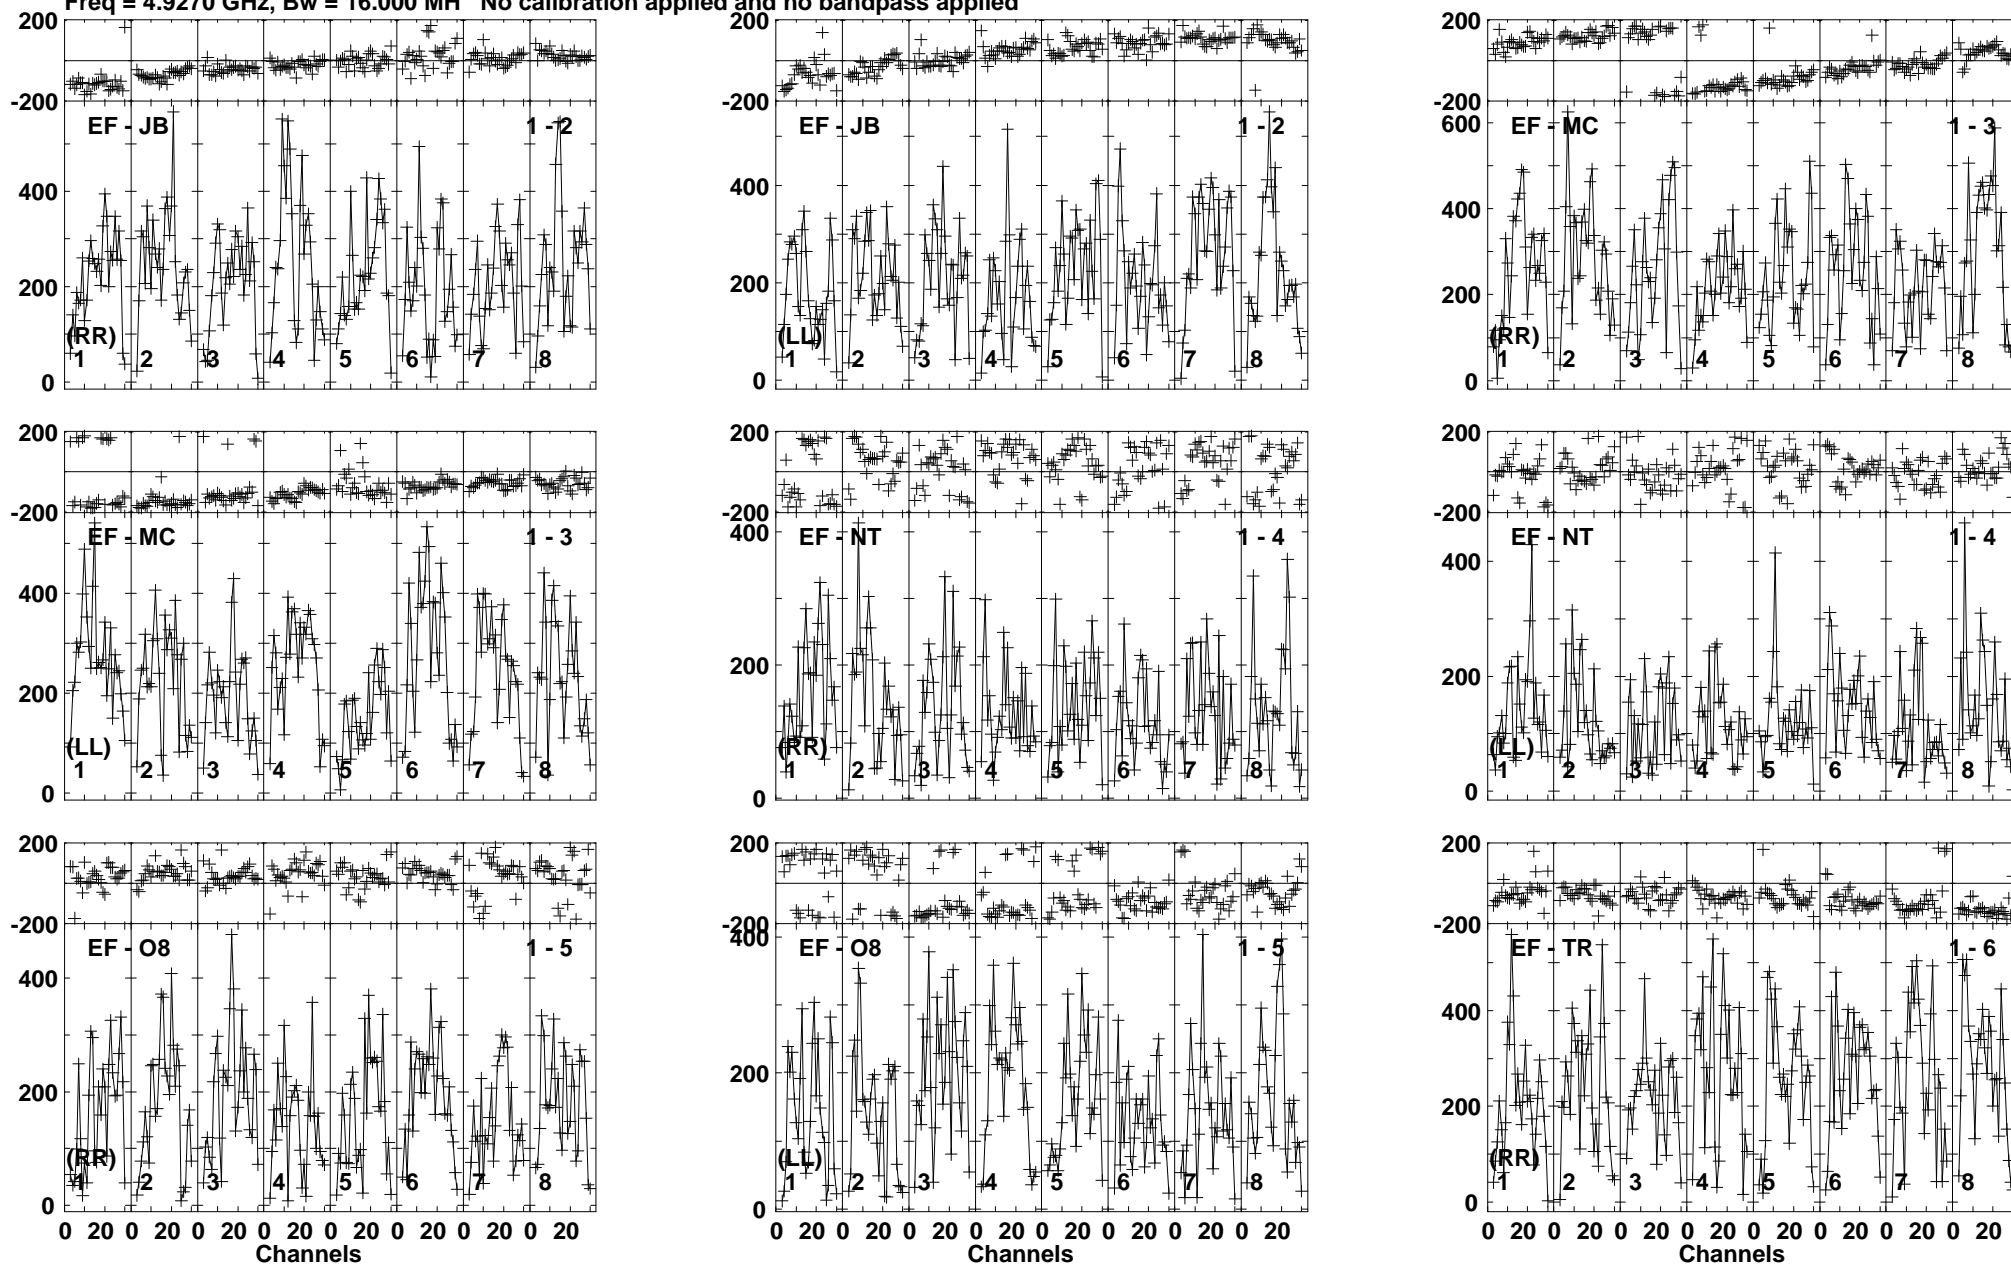 Freq = 4.9270 GHz, Bw = 16.000 MH No calibration applied and no bandpass applied
200 200 200
-200 -200 -200
EF - JB 1 - 2 EF - JB 1 - 2 600 EF - MC 1 - 3
400 400 400
200 200 200
(RR) (LL) (RR)
1 2 3 4 5 6 7 8 1 2 3 4 5 6 7 8 1 2 3 4 5 6 7 8
0 0 0
200 200 200
-200 -200 -200
EF - MC 1 - 3 400 EF - NT 1 - 4 EF - NT 1 - 4
400 400
200 200 200
(LL) (RR) (LL)
1 2 3 4 5 6 7 8 1 2 3 4 5 6 7 8 1 2 3 4 5 6 7 8
0 0 0
200 200 200
-200 -200 -200
EF - O8 1 - 5 400 EF - O8 1 - 5 EF - TR 1 - 6
400 400
200 200 200
(RR) (LL) (RR)
1 2 3 4 5 6 7 8 1 2 3 4 5 6 7 8 1 2 3 4 5 6 7 8
0 0 0
0 20 0 20 0 20 0 20 0 20 0 20 0 20 0 20 0 20 0 20 0 20 0 20 0 20 0 20 0 20 0 20 0 20 0 20 0 20 0 20 0 20 0 20 0 20 0 20
Channels Channels Channels